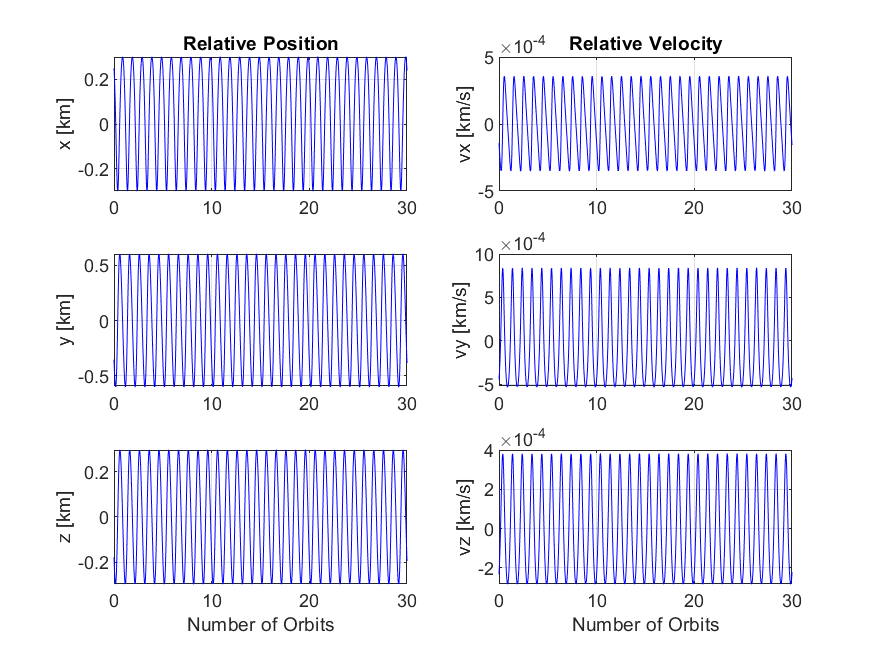 Relative Position
Relative Velocity
x [km]
0.2
0
-0.2
0 10 20 30
vx [km/s]
×10-4
5
0
-5
0 10 20 30
y [km]
0.5
0
-0.5
0 10 20 30
vy [km/s]
×10-4
10
5
0
-5
0 10 20 30
z [km]
0.2
0
-0.2
0 10 20 30
Number of Orbits
vz [km/s]
×10-4
4
2
0
-2
0 10 20 30
Number of Orbits